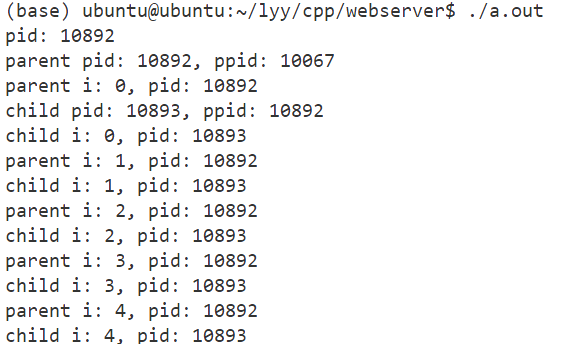 (base) ubuntu@ubuntu:~/lyy/cpp/webserver$ ./a.out
pid: 10892
parent pid: 10892, ppid: 10067
parent i: 0, pid: 10892
child pid: 10893, ppid: 10892
child i: 0, pid: 10893
parent i: 1, pid: 10892
child i: 1, pid: 10893
parent i: 2, pid: 10892
child i: 2, pid: 10893
parent i: 3, pid: 10892
child i: 3, pid: 10893
parent i: 4, pid: 10892
child i: 4, pid: 10893